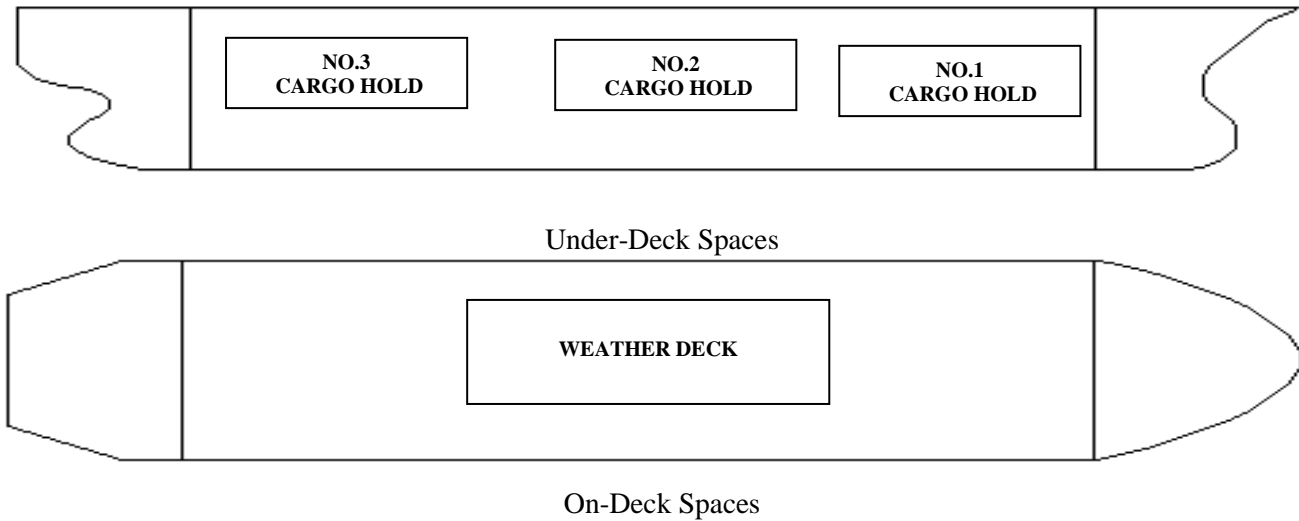 NO.3
CARGO HOLD
NO.2
CARGO HOLD
NO.1
CARGO HOLD
Under-Deck Spaces
WEATHER DECK
On-Deck Spaces